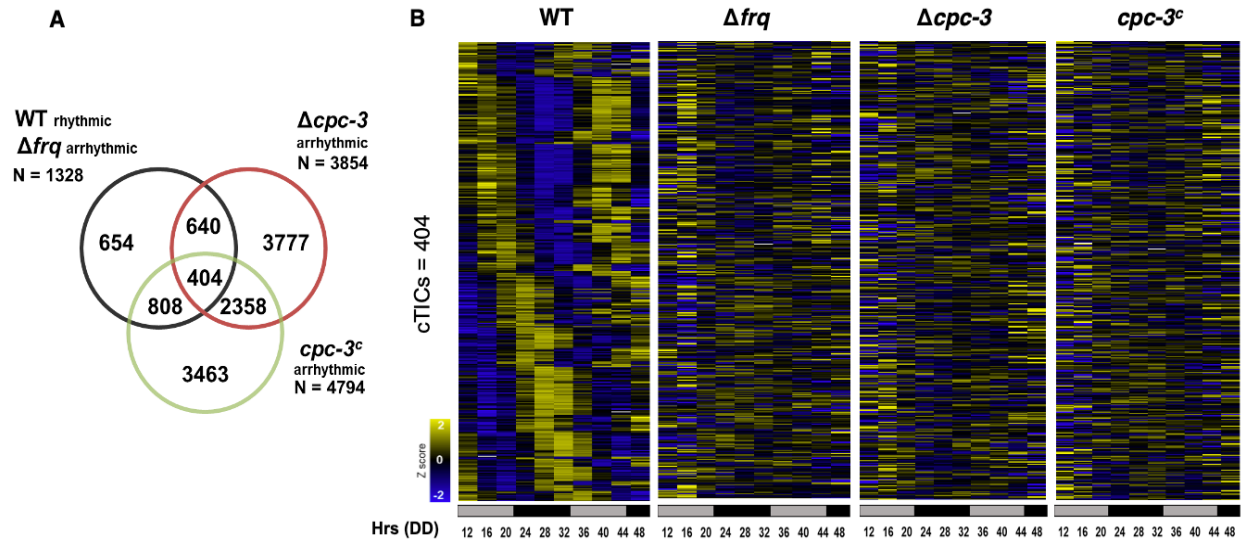 A
B
WT
Δfrq
Δcpc-3
cpc-3ᶜ
WT rhythmic
Δfrq arrhythmic
N = 1328
Δcpc-3
arrhythmic
N = 3854
654
640
3777
404
808
2358
3463
cpc-3ᶜ
arrhythmic
N = 4794
cTICs = 404
2
0
-2
Z score
Hrs (DD)
12 16 20 24 28 32 36 40 44 48
12 16 20 24 28 32 36 40 44 48
12 16 20 24 28 32 36 40 44 48
12 16 20 24 28 32 36 40 44 48